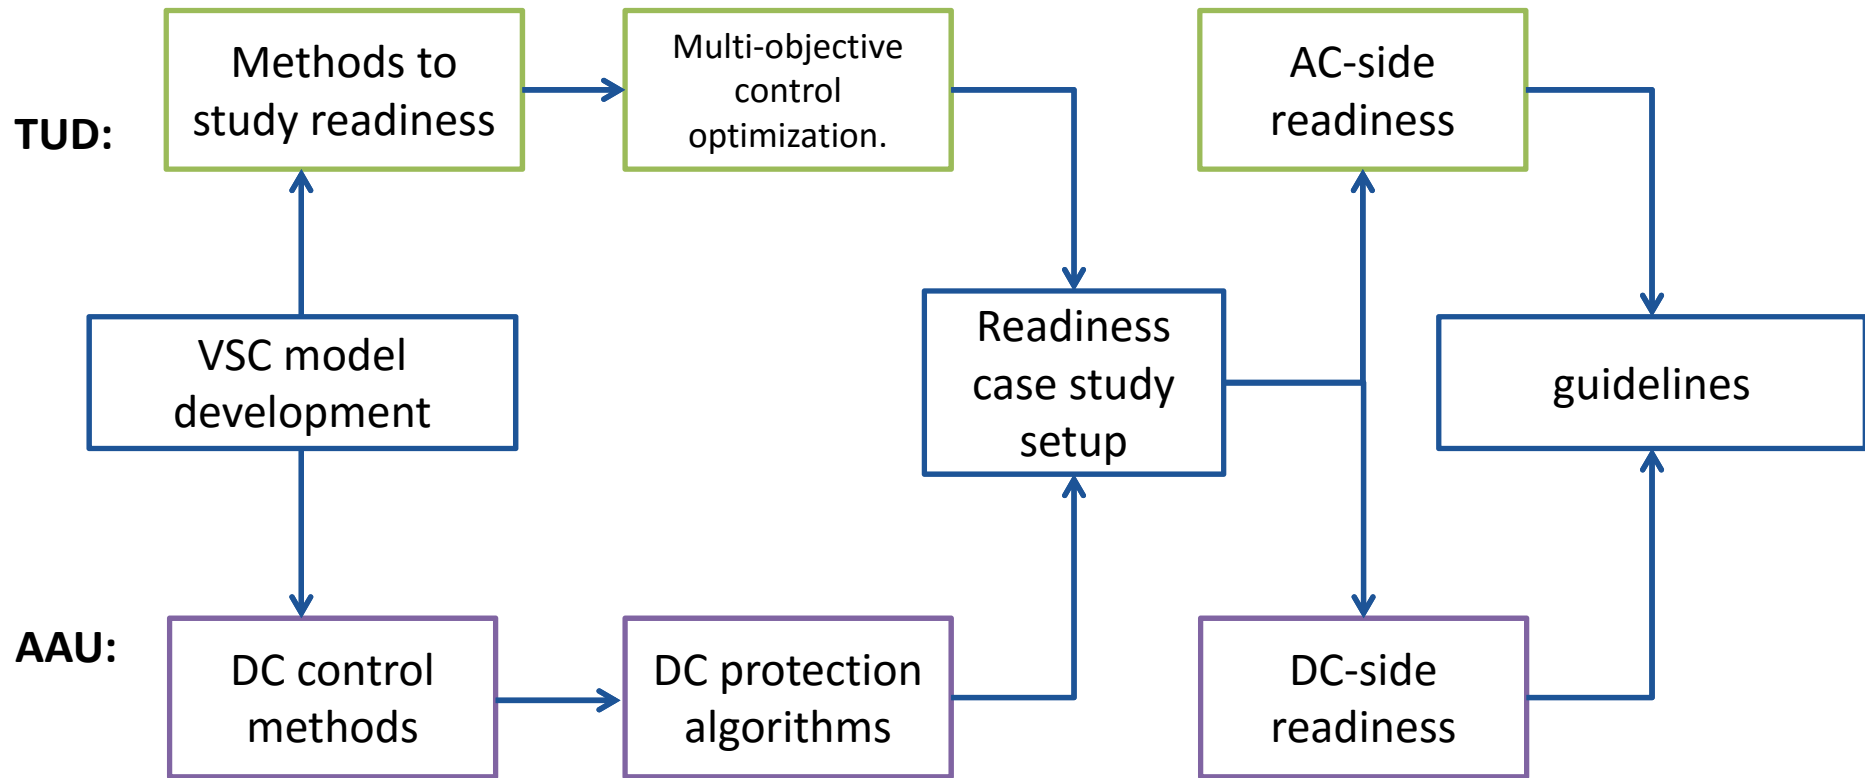 TUD:
Methods to
study readiness
Multi-objective
control
optimization.
AC-side
readiness
VSC model
development
Readiness
case study
setup
guidelines
AAU:
DC control
methods
DC protection
algorithms
DC-side
readiness